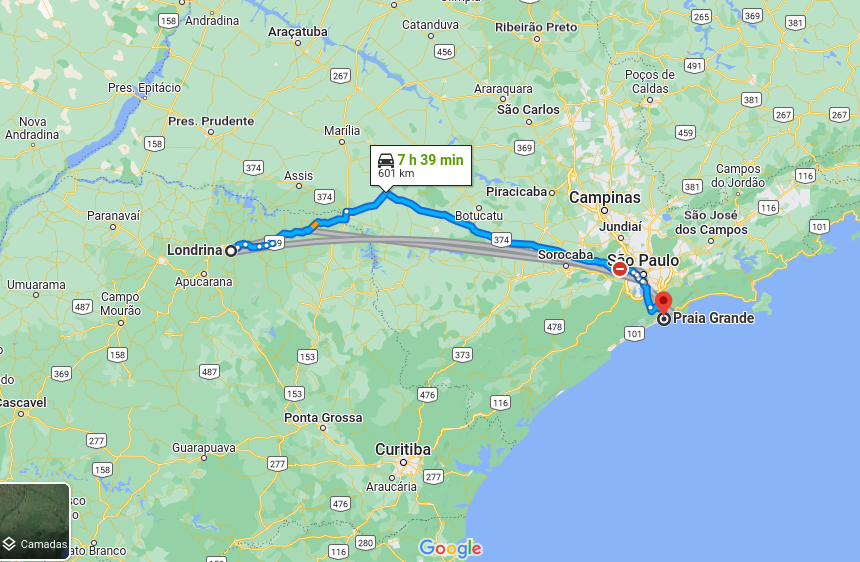 Andradina
158
Araçatuba
Catanduva
Ribeirão Preto
265
369
381
456
267
491
Pres. Epitácio
Araraquara
Poços de
Caldas
São Carlos
381
267
267
Nova
Andradina
Pres. Prudente
Marília
459
158
369
7 h 39 min
601 km
374
Assis
374
Piracicaba
Campinas
381
Campos
do Jordão
116
116
São José
dos Campos
Paranavaí
Botucatu
Jundiaí
101
Londrina
374
Sorocaba
São Paulo
Apucarana
Umuarama
Campo
Mourão
487
Praia Grande
478
101
158
153
373
369
487
153
476
116
Cascavel
Ponta Grossa
277
Guarapuava
Curitiba
158
277
277
Araucária
476
116
280
Camadas
ato Branco
Google